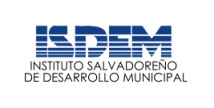 ISDEM
INSTITUTO SALVADOREÑO
DE DESARROLLO MUNICIPAL